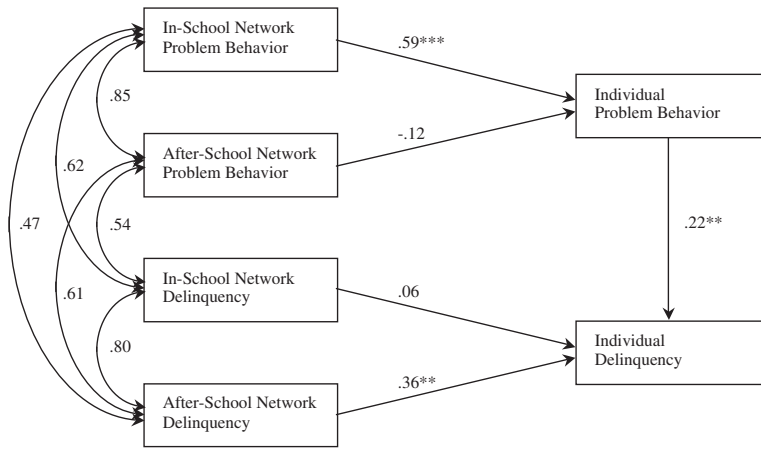 In-School Network
Problem Behavior
.59***
.85
Individual
Problem Behavior
-.12
After-School Network
Problem Behavior
.62
.47
.54
.22**
In-School Network
Delinquency
.61
.06
.80
Individual
Delinquency
.36**
After-School Network
Delinquency